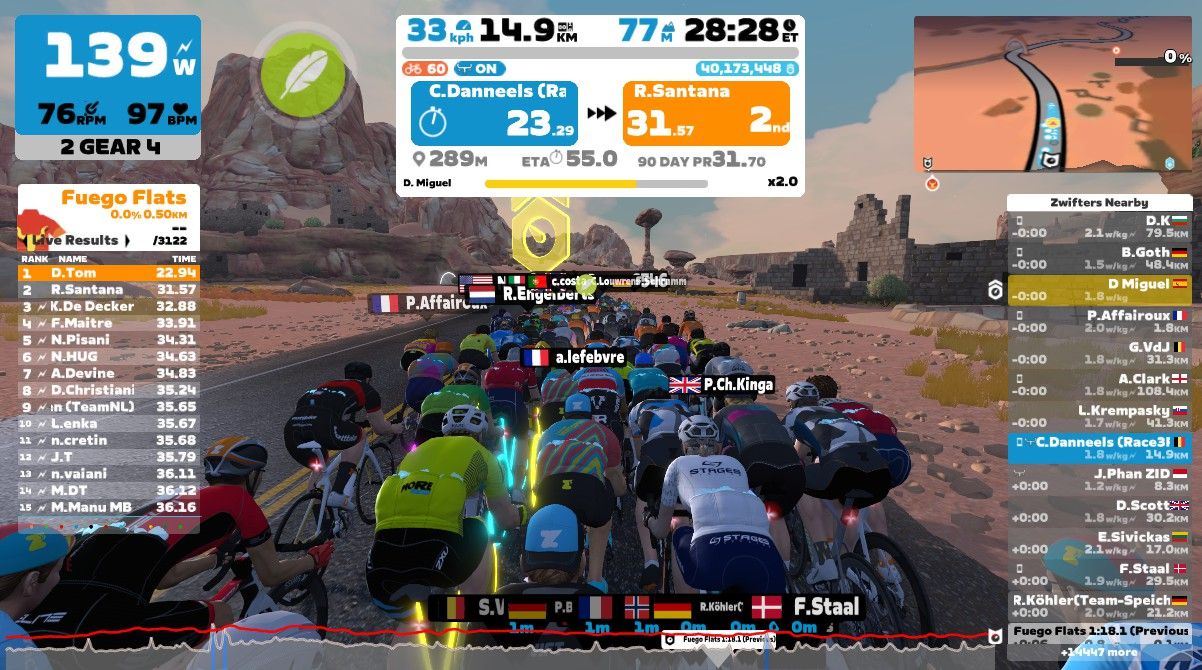 139 W
76 RPM 97 BPM
2 GEAR 4
33 kph 14.9 KM 77 M 28:28 ET
60 ON 40,173,448
C.Danneels (Ra
23.29
R.Santana
31.57 2nd
289M ETA 55.0 90 DAY PR 31.70
D. Miguel x2.0
0 %
Fuego Flats
0.0% 0.50KM
--
Live Results /3122
RANK NAME TIME
1 D.Tom 22.94
2 R.Santana 31.57
3 K.De Decker 32.88
4 F.Maitre 33.91
5 N.Pisani 34.31
6 N.HUG 34.63
7 A.Devine 34.83
8 D.Christiani 35.24
9 n (TeamNL) 35.65
10 L.enka 35.67
11 n.cretin 35.68
12 J.T 35.79
13 n.vaiani 36.11
14 M.DT 36.12
15 M.Manu MB 36.16
Zwifters Nearby
D.K
-0:00 2.1w/kg 79.5KM
B.Goth
-0:00 1.5w/kg 48.4KM
D Miguel
-0:00 1.8w/kg
P.Affairoux
-0:00 2.0w/kg 1.8KM
G.VdJ
-0:00 1.8w/kg 31.3KM
A.Clark
-0:00 1.8w/kg 108.4KM
L.Krempasky
-0:00 1.7w/kg 41.3KM
C.Danneels (Race3R
1.8w/kg 14.9KM
J.Phan ZID
+0:00 1.2w/kg 8.3KM
D.Scott
+0:00 1.8w/kg 30.2KM
E.Sivickas
+0:00 2.1w/kg 17.0KM
F.Staal
+0:00 1.9w/kg 29.5KM
R.Köhler(Team-Speich
+0:00 2.0w/kg 21.2KM
Fuego Flats 1:18.1 (Previous
+14447 more
c.costa
P.Affairoux
R.Engelberts
a.lefebvre
P.Ch.Kinga
STAGES
STAGES
S.V P.B R.Köhler( F.Staal
1m 1m 1m 0m 0m 0m
Fuego Flats 1:18.1 (Previous)